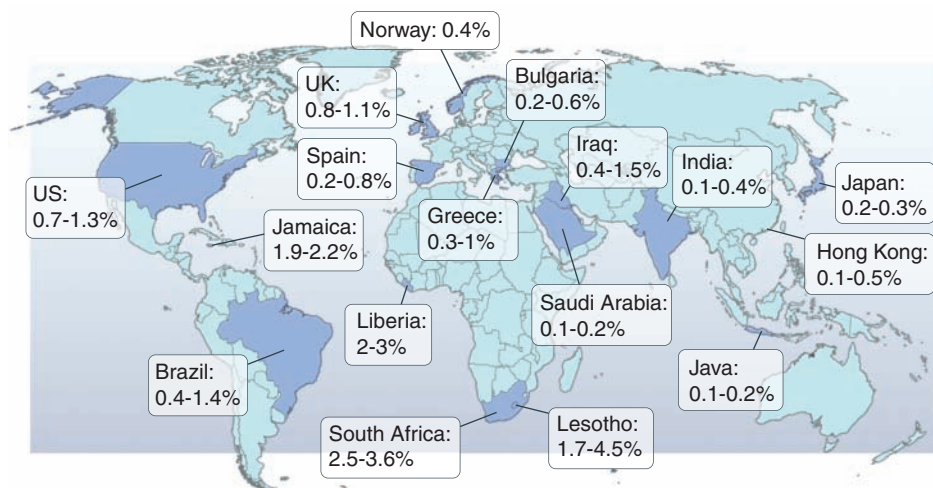 Norway: 0.4%
UK:
0.8-1.1%
Bulgaria:
0.2-0.6%
Spain:
0.2-0.8%
Iraq:
0.4-1.5%
India:
0.1-0.4%
Japan:
0.2-0.3%
US:
0.7-1.3%
Jamaica:
1.9-2.2%
Greece:
0.3-1%
Hong Kong:
0.1-0.5%
Liberia:
2-3%
Saudi Arabia:
0.1-0.2%
Brazil:
0.4-1.4%
Java:
0.1-0.2%
South Africa:
2.5-3.6%
Lesotho:
1.7-4.5%